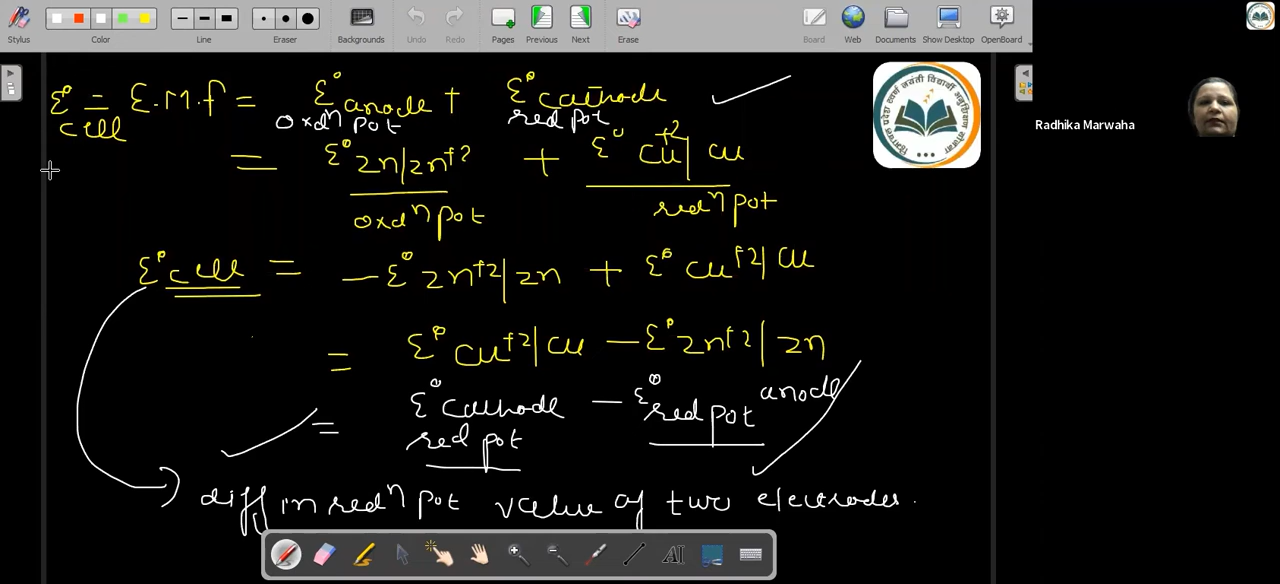 Stylus Color Line Eraser Backgrounds Undo Redo Pages Previous Next Erase Board Web Documents Show Desktop OpenBoard
Radhika Marwaha
E° cell = E.M.f = E° anode + E° cathode
oxdⁿ pot red pot
= E° Zn/Zn+2 + E° Cu+2/Cu
oxdⁿ pot redⁿ pot
E° cell = - E° Zn+2/Zn + E° Cu+2/Cu
= E° Cu+2/Cu - E° Zn+2/Zn
= E° cathode - E° red pot anode
red pot
diff in redⁿ pot value of two electrodes.
AI